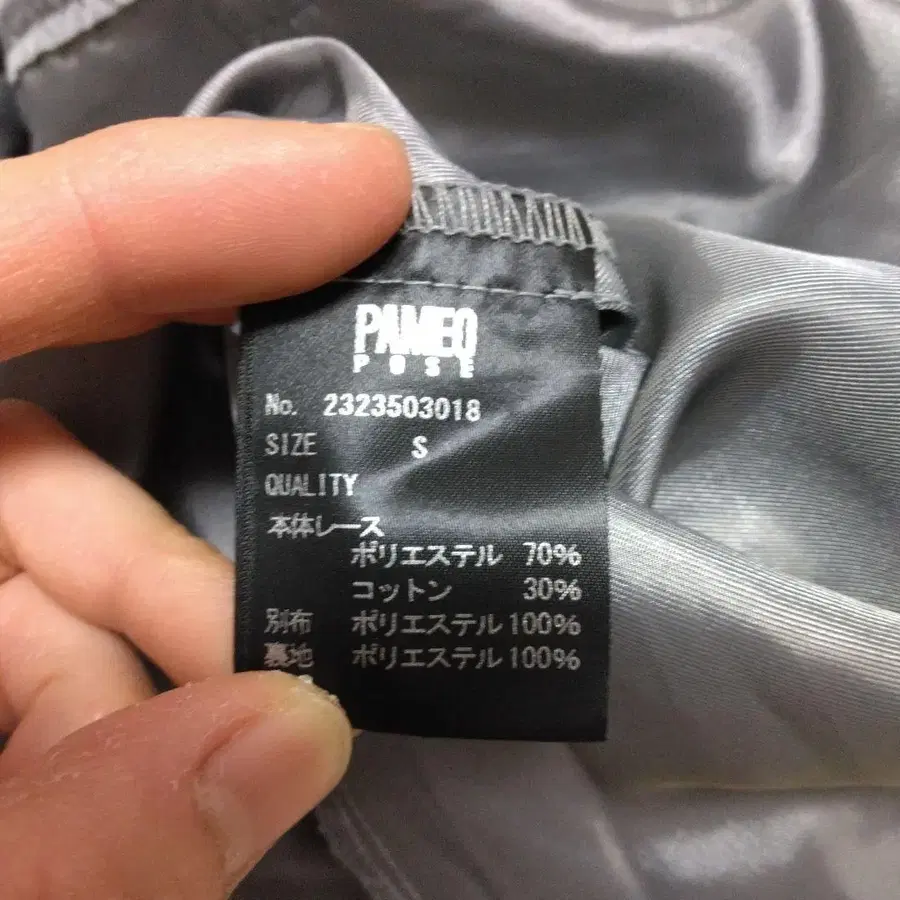 PAMEO
POSE
No. 2323503018
SIZE S
QUALITY
本体レース
ポリエステル 70%
コットン 30%
別布 ポリエステル 100%
裏地 ポリエステル 100%